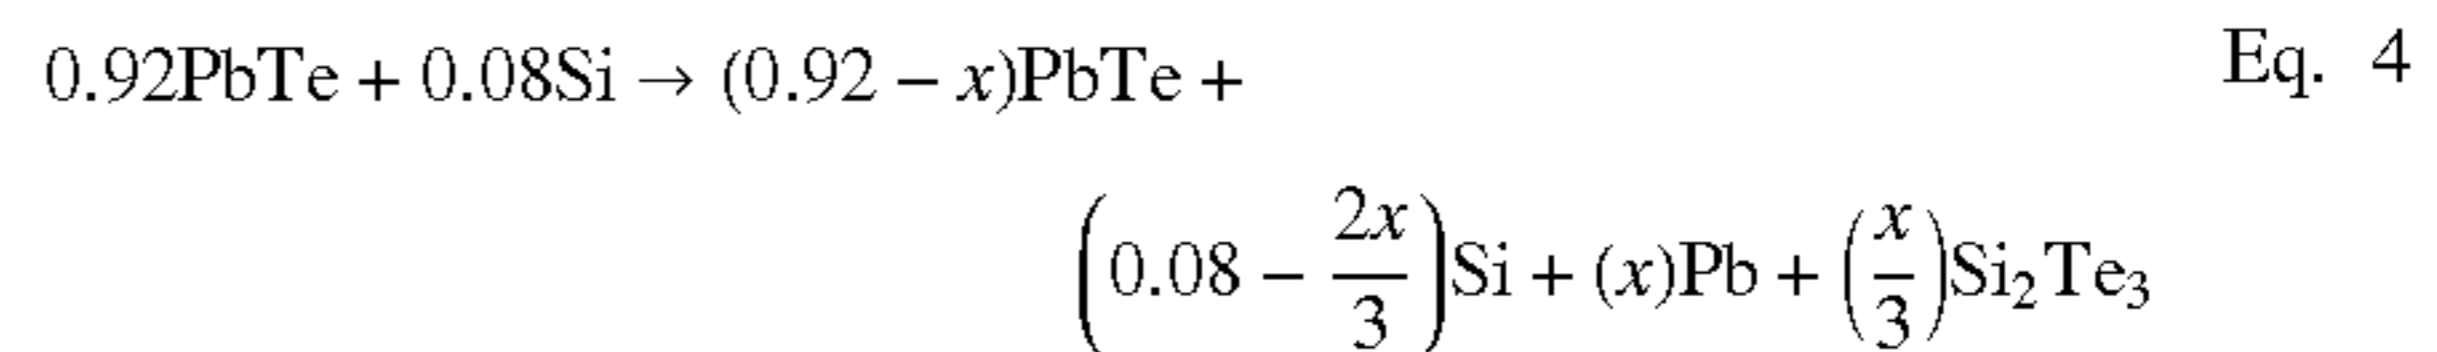 0.92PbTe + 0.08Si → (0.92 − x)PbTe + Eq. 4
(0.08 − 2x/3)Si + (x)Pb + (x/3)Si₂Te₃